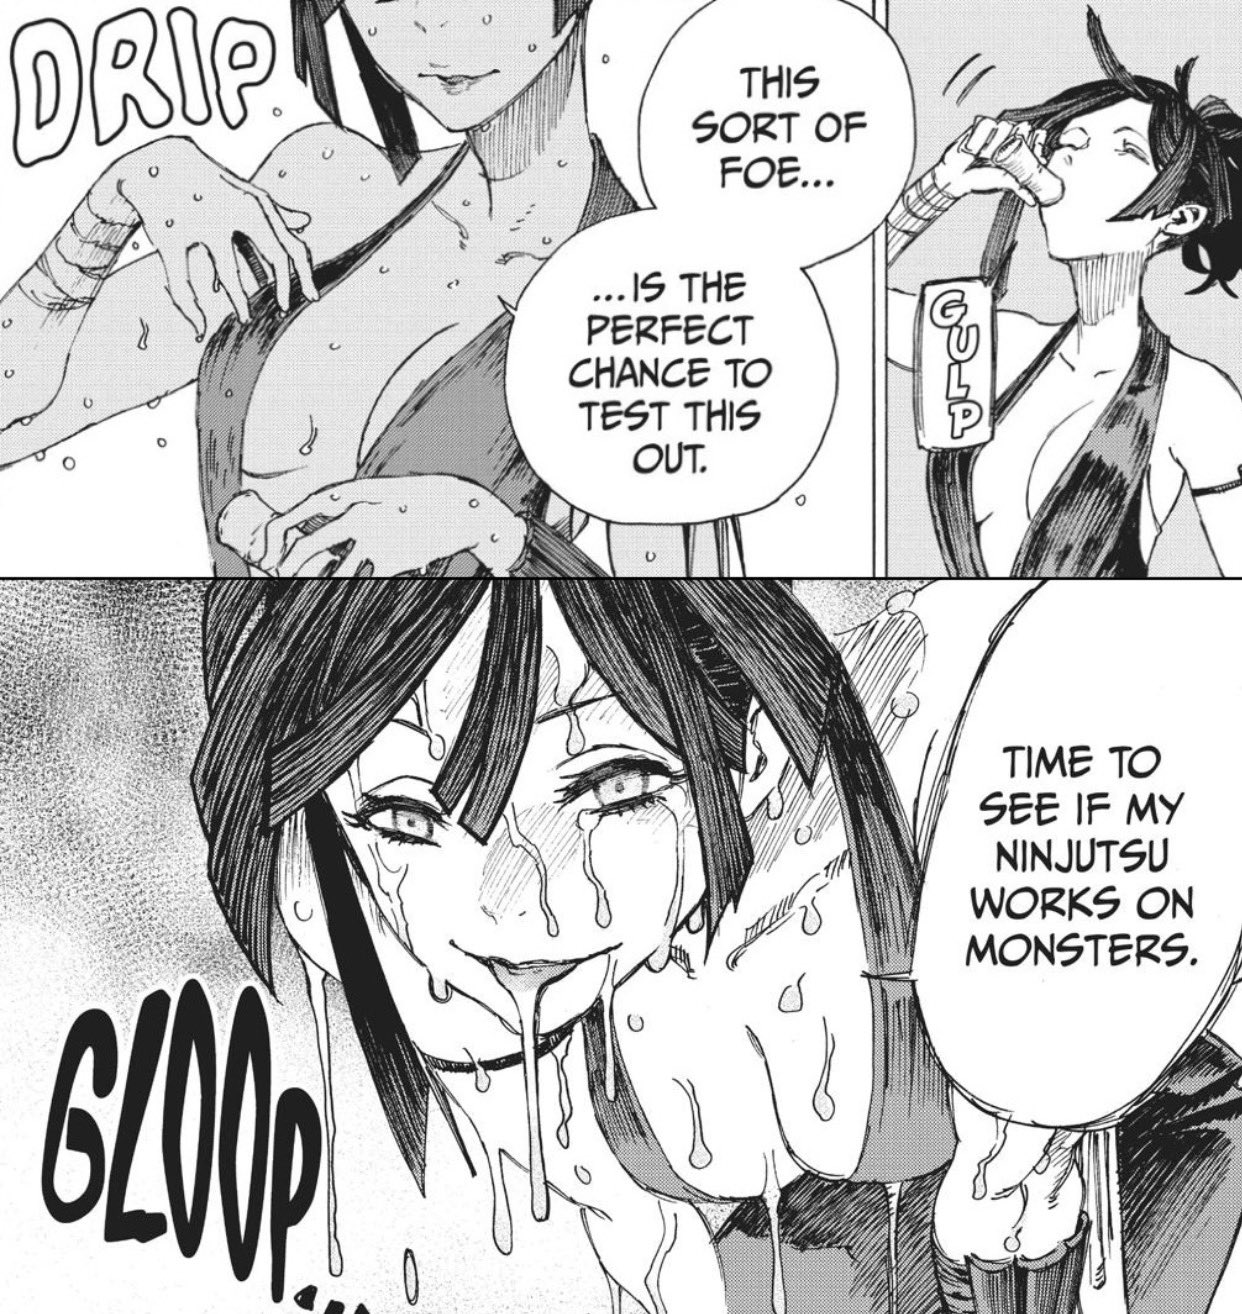 GULP
THIS
SORT OF
FOE...
...IS THE
PERFECT
CHANCE TO
TEST THIS
OUT.
DRIP
TIME TO
SEE IF MY
NINJUTSU
WORKS ON
MONSTERS.
GLOOP